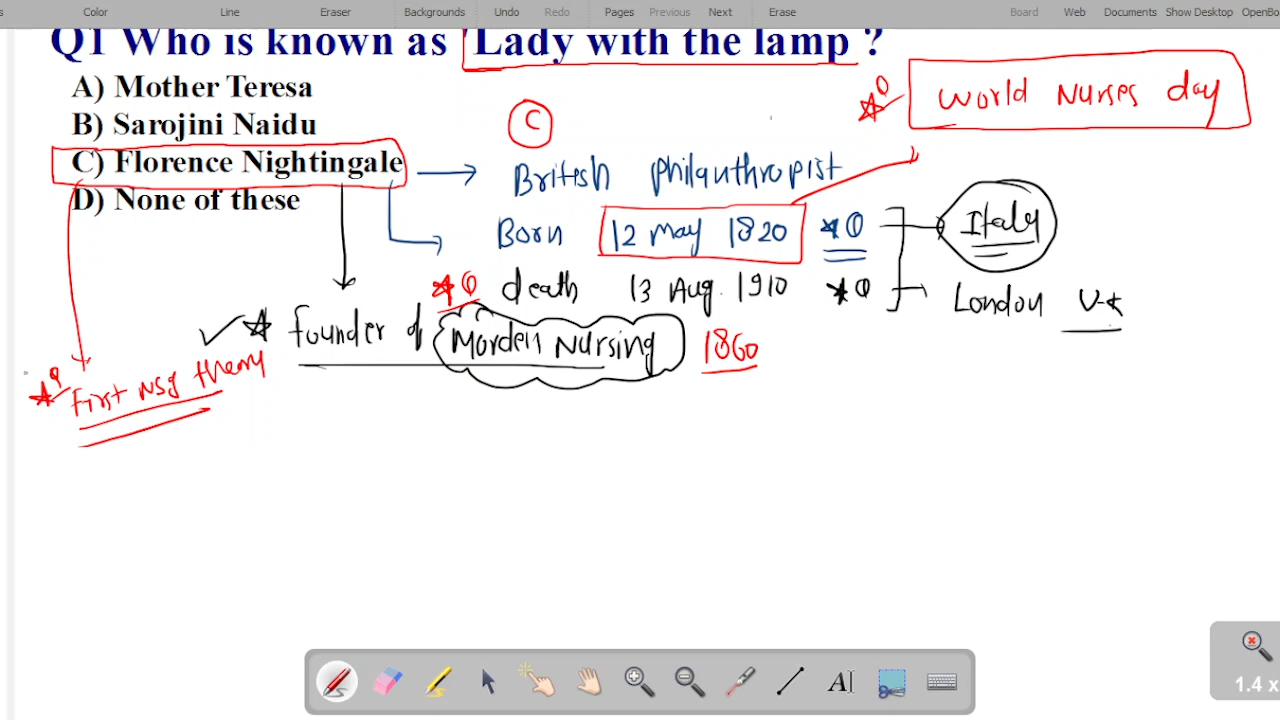 Color Line Eraser Backgrounds Undo Redo Pages Previous Next Erase Board Web Documents Show Desktop OpenBo
Q1 Who is known as 'Lady with the lamp ?
A) Mother Teresa
World Nurses day
B) Sarojini Naidu
C
C) Florence Nightingale
British philanthropist
D) None of these
Born 12 May 1820
Italy
death 13 Aug. 1910
London U.K
founder of Morden Nursing 1860
First nsg theory
1.4 x